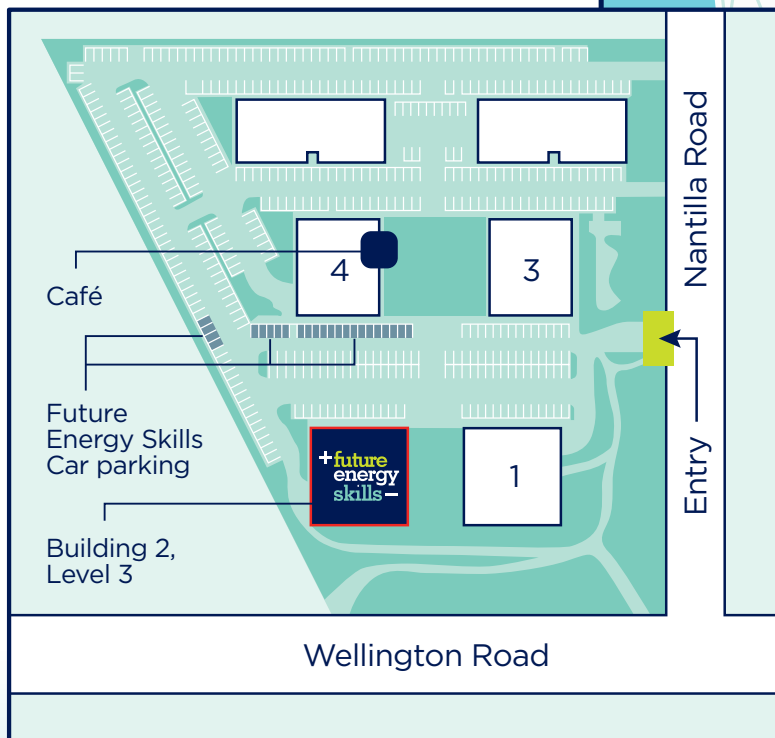 Nantilla Road
4
3
Café
Future
Energy Skills
Car parking
Entry
+future
energy
skills–
1
Building 2,
Level 3
Wellington Road